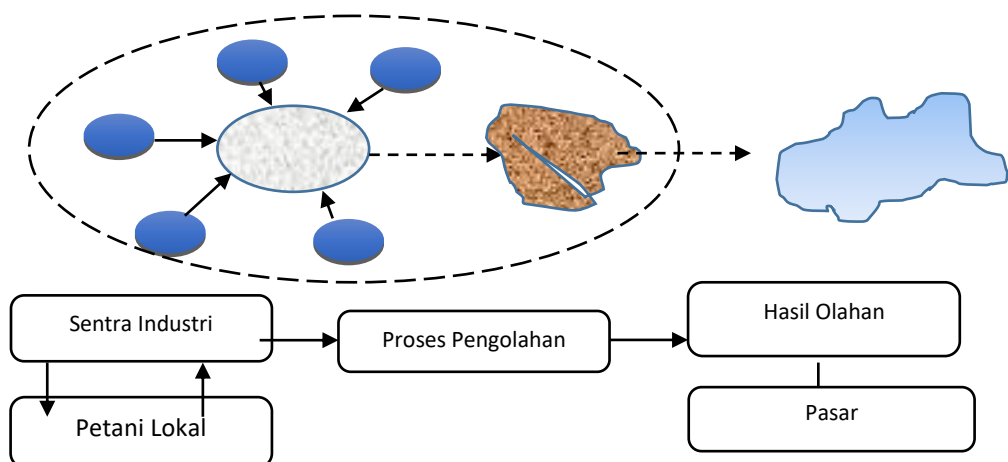 Sentra Industri
Proses Pengolahan
Hasil Olahan
Petani Lokal
Pasar